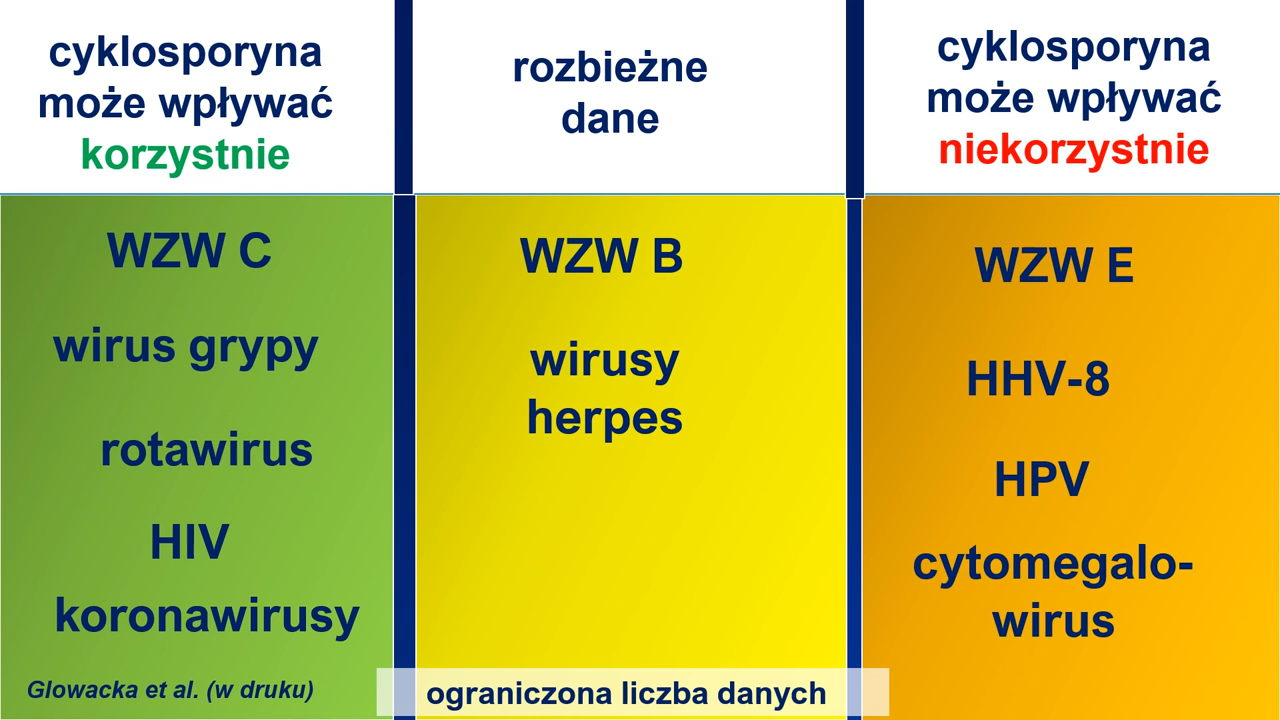 cyklosporyna
może wpływać
korzystnie
rozbieżne
dane
cyklosporyna
może wpływać
niekorzystnie
WZW C
wirus grypy
rotawirus
HIV
koronawirusy
Glowacka et al. (w druku)
WZW B
wirusy
herpes
WZW E
HHV-8
HPV
cytomegalo-
wirus
ograniczona liczba danych